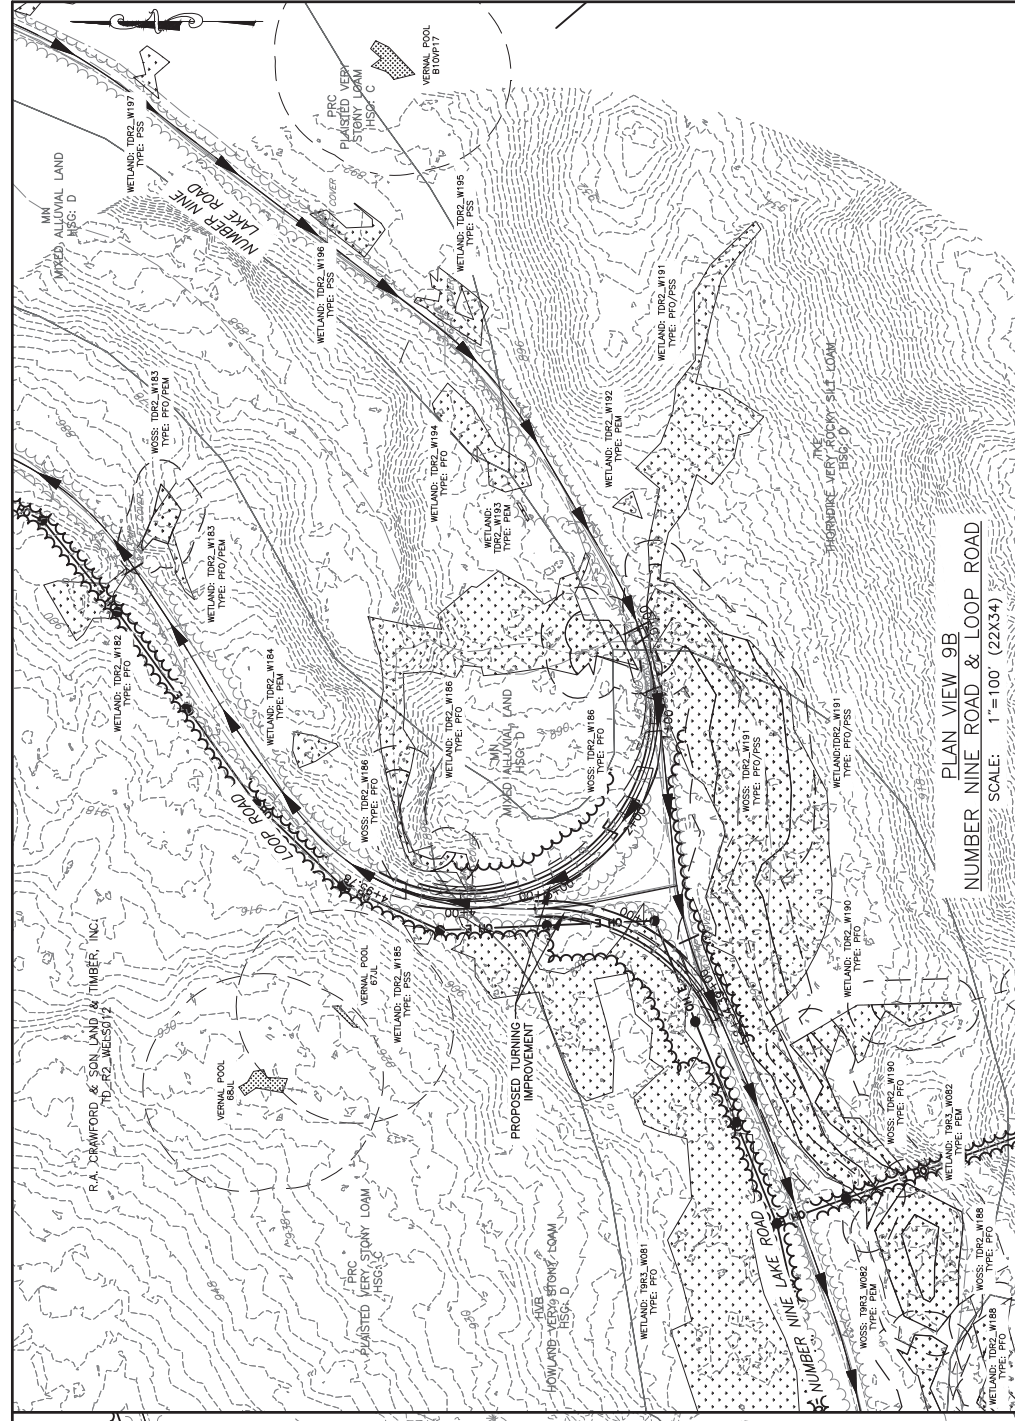 VERNAL POOL
B10VP17
PRC
PLAISTED VERY
STONY LOAM
HSG: C
WETLAND: TDR2_W197
TYPE: PSS
MN
MIXED ALLUVIAL LAND
HSG: D
NUMBER NINE
LAKE ROAD
COVER
WETLAND: TDR2_W196
TYPE: PSS
WETLAND: TDR2_W195
TYPE: PSS
WETLAND: TDR2_W191
TYPE: PFO/PSS
WOSS: TDR2_W183
TYPE: PFO/PEM
WETLAND: TDR2_W183
TYPE: PFO/PEM
WETLAND: TDR2_W194
TYPE: PFO
WETLAND:
TDR2_W193
TYPE: PEM
WETLAND: TDR2_W192
TYPE: PEM
THORNDIKE VERY ROCKY SILT LOAM
HSG: D
WETLAND: TDR2_W182
TYPE: PFO
WETLAND: TDR2_W184
TYPE: PEM
WOSS: TDR2_W186
TYPE: PFO
WETLAND: TDR2_W186
TYPE: PFO
MN
MIXED ALLUVIAL LAND
HSG: D
WOSS: TDR2_W186
TYPE: PFO
WOSS: TDR2_W191
TYPE: PFO/PSS
WETLAND:TDR2_W191
TYPE: PFO/PSS
LOOP ROAD
R.A. CRAWFORD & SON LAND & TIMBER, INC.
TD_R2_WELSO12
VERNAL POOL
67JL
WETLAND: TDR2_W185
TYPE: PSS
VERNAL POOL
68JL
PROPOSED TURNING
IMPROVEMENT
WETLAND: TDR2_W190
TYPE: PFO
WOSS: TDR2_W190
TYPE: PFO
WETLAND: T9R3_W082
TYPE: PEM
PRC
PLAISTED VERY STONY LOAM
HSG: C
HVB
HOWLAND VERY STONY LOAM
HSG: D
WETLAND: T9R3_W081
TYPE: PFO
NUMBER NINE LAKE ROAD
WOSS: T9R3_W082
TYPE: PEM
WOSS: TDR2_W188
TYPE: PFO
WETLAND: TDR2_W188
TYPE: PFO
PLAN VIEW 9B
NUMBER NINE ROAD & LOOP ROAD
SCALE: 1"=100' (22X34)